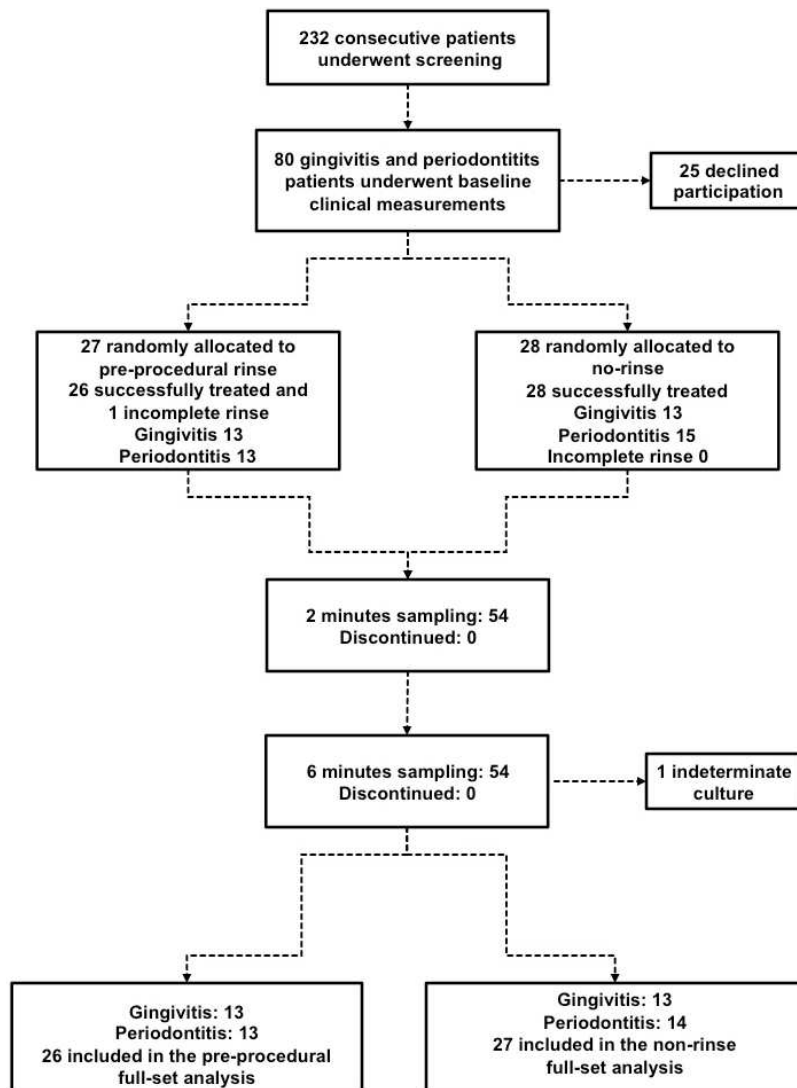 232 consecutive patients
underwent screening
80 gingivitis and periodontitits
patients underwent baseline
clinical measurements
25 declined
participation
27 randomly allocated to
pre-procedural rinse
26 successfully treated and
1 incomplete rinse
Gingivitis 13
Periodontitis 13
28 randomly allocated to
no-rinse
28 successfully treated
Gingivitis 13
Periodontitis 15
Incomplete rinse 0
2 minutes sampling: 54
Discontinued: 0
6 minutes sampling: 54
Discontinued: 0
1 indeterminate
culture
Gingivitis: 13
Periodontitis: 13
26 included in the pre-procedural
full-set analysis
Gingivitis: 13
Periodontitis: 14
27 included in the non-rinse
full-set analysis